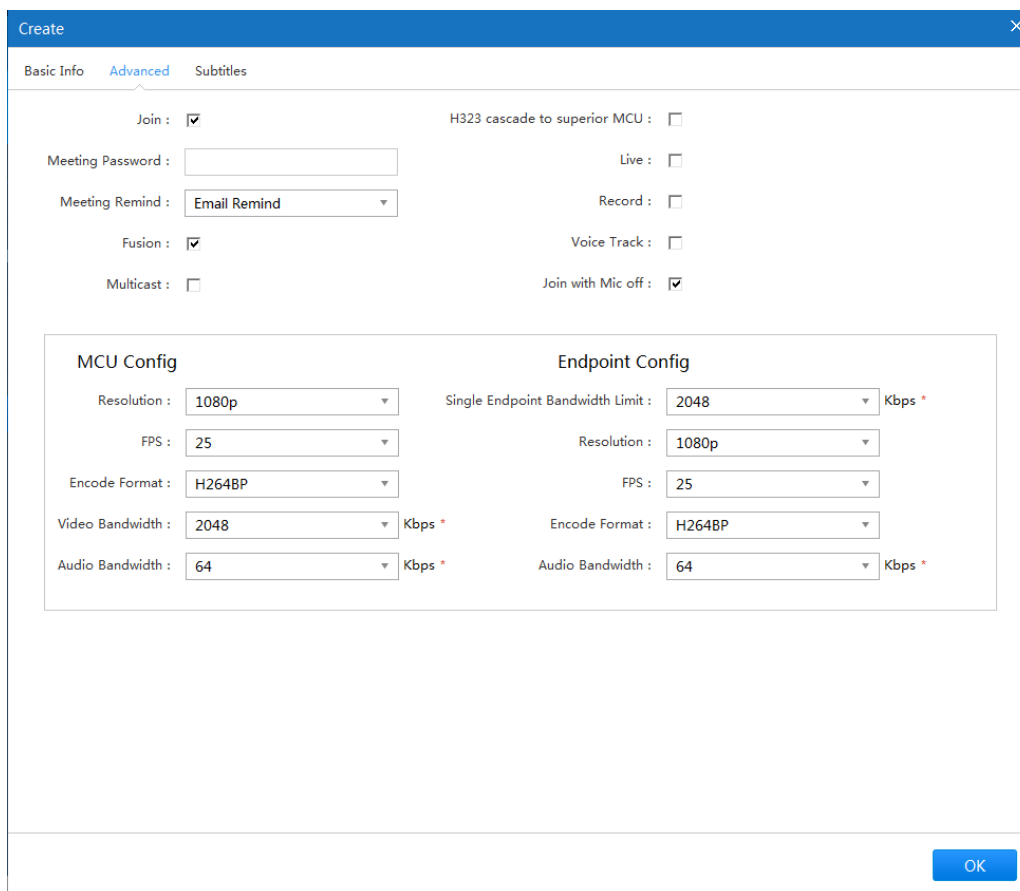 Create
Basic Info Advanced Subtitles
Join : H323 cascade to superior MCU :
Meeting Password : Live :
Meeting Remind : Email Remind Record :
Fusion : Voice Track :
Multicast : Join with Mic off :
MCU Config Endpoint Config
Resolution : 1080p Single Endpoint Bandwidth Limit : 2048 Kbps *
FPS : 25 Resolution : 1080p
Encode Format : H264BP FPS : 25
Video Bandwidth : 2048 Kbps * Encode Format : H264BP
Audio Bandwidth : 64 Kbps * Audio Bandwidth : 64 Kbps *
OK